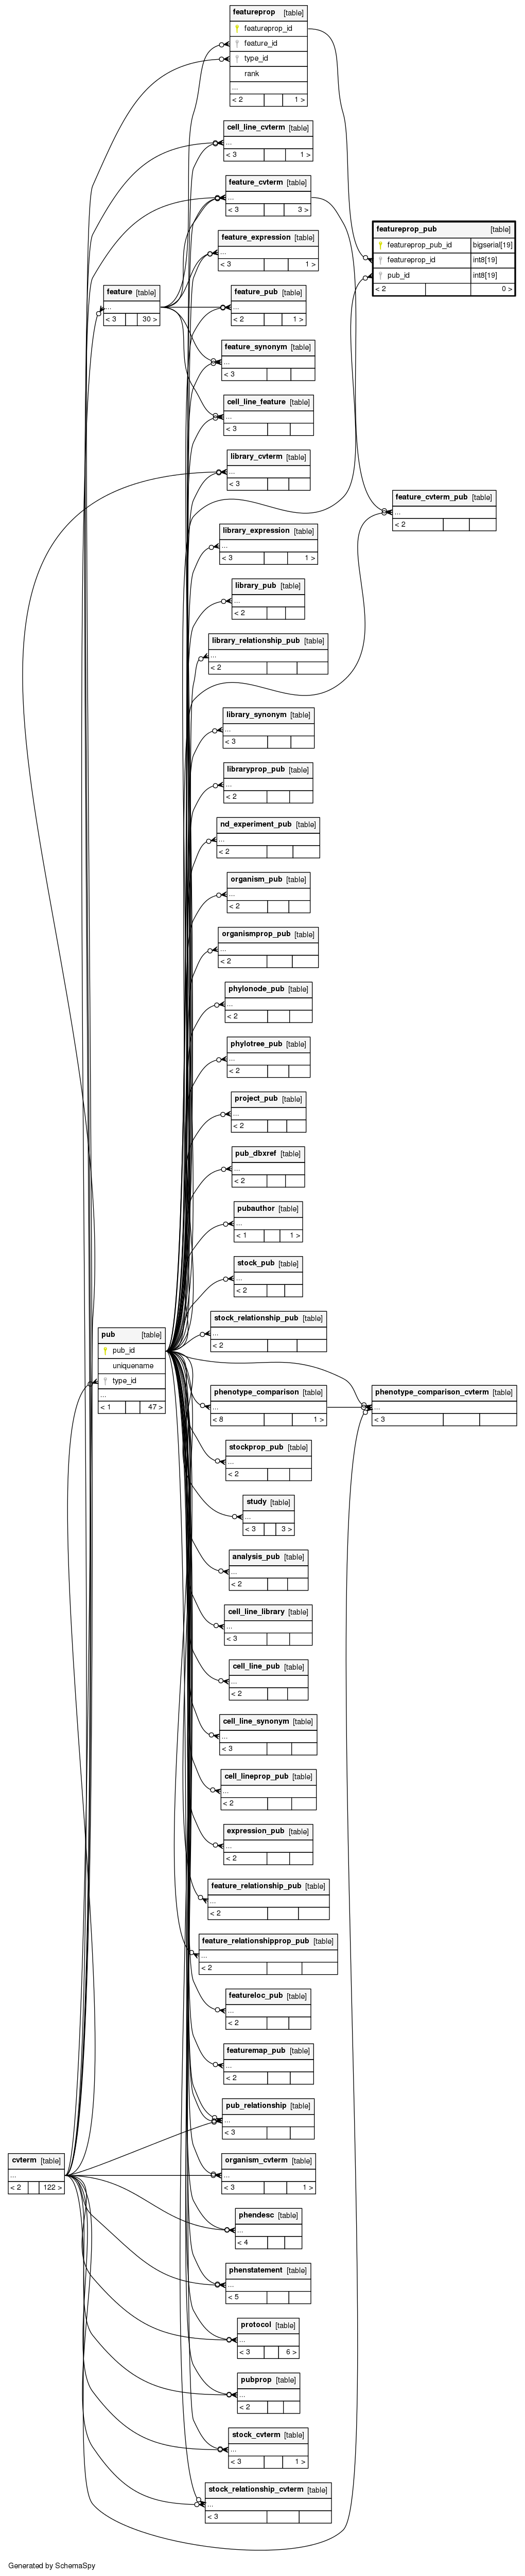 featureprop [table]
featureprop_id
feature_id
type_id
rank
...
< 2 1 >
cell_line_cvterm [table]
...
< 3 1 >
feature_cvterm [table]
...
< 3 3 >
featureprop_pub [table]
featureprop_pub_id bigserial[19]
featureprop_id int8[19]
pub_id int8[19]
< 2 0 >
feature_expression [table]
...
< 3 1 >
feature [table]
...
< 3 30 >
feature_pub [table]
...
< 2 1 >
feature_synonym [table]
...
< 3
cell_line_feature [table]
...
< 3
library_cvterm [table]
...
< 3
feature_cvterm_pub [table]
...
< 2
library_expression [table]
...
< 3 1 >
library_pub [table]
...
< 2
library_relationship_pub [table]
...
< 2
library_synonym [table]
...
< 3
libraryprop_pub [table]
...
< 2
nd_experiment_pub [table]
...
< 2
organism_pub [table]
...
< 2
organismprop_pub [table]
...
< 2
phylonode_pub [table]
...
< 2
phylotree_pub [table]
...
< 2
project_pub [table]
...
< 2
pub_dbxref [table]
...
< 2
pubauthor [table]
...
< 1 1 >
stock_pub [table]
...
< 2
stock_relationship_pub [table]
...
< 2
pub [table]
pub_id
uniquename
type_id
...
< 1 47 >
phenotype_comparison [table]
...
< 8 1 >
phenotype_comparison_cvterm [table]
...
< 3
stockprop_pub [table]
...
< 2
study [table]
...
< 3 3 >
analysis_pub [table]
...
< 2
cell_line_library [table]
...
< 3
cell_line_pub [table]
...
< 2
cell_line_synonym [table]
...
< 3
cell_lineprop_pub [table]
...
< 2
expression_pub [table]
...
< 2
feature_relationship_pub [table]
...
< 2
feature_relationshipprop_pub [table]
...
< 2
featureloc_pub [table]
...
< 2
featuremap_pub [table]
...
< 2
pub_relationship [table]
...
< 3
cvterm [table]
...
< 2 122 >
organism_cvterm [table]
...
< 3 1 >
phendesc [table]
...
< 4
phenstatement [table]
...
< 5
protocol [table]
...
< 3 6 >
pubprop [table]
...
< 2
stock_cvterm [table]
...
< 3 1 >
stock_relationship_cvterm [table]
...
< 3
Generated by SchemaSpy